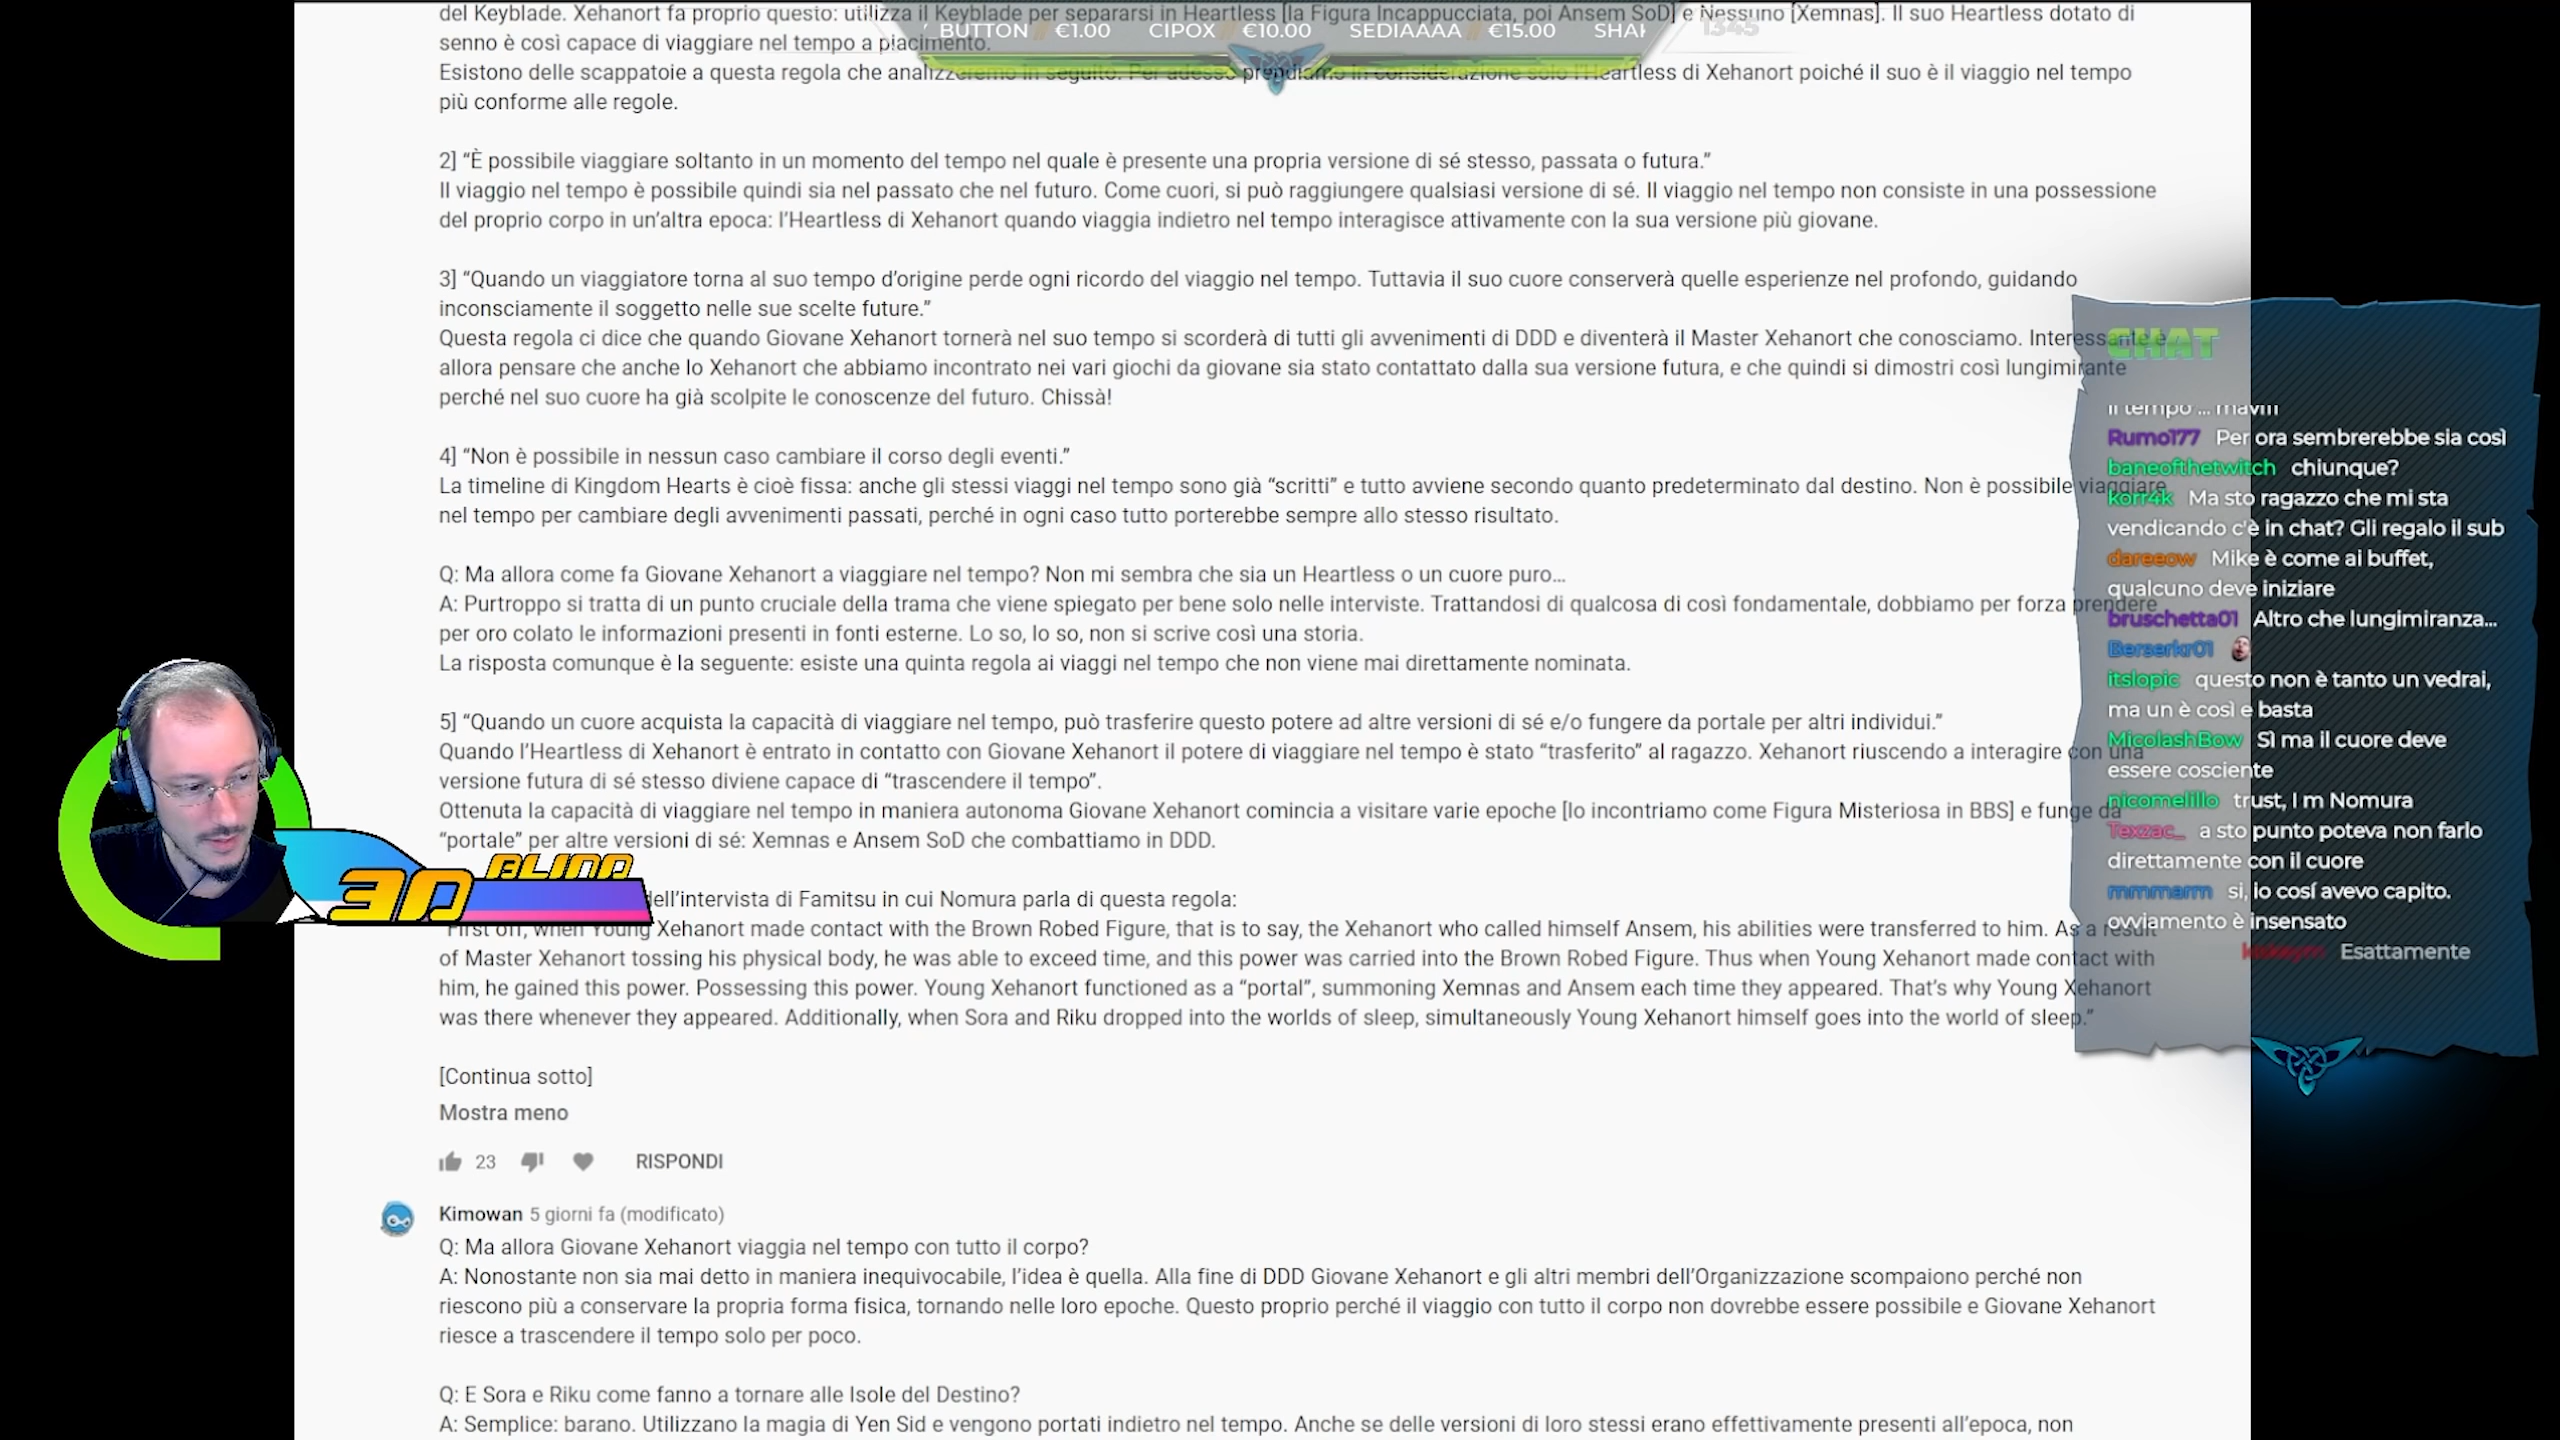 del Keyblade. Xehanort fa proprio questo: utilizza il Keyblade per separarsi in Heartless [la Figura Incappucciata, poi Ansem SoD] e Nessuno [Xemnas]. Il suo Heartless dotato di
senno è così capace di viaggiare nel tempo a piacimento.
BUTTON // €1.00 CIPOX // €10.00 SEDIAAAA // €15.00
1345
Esistono delle scappatoie a questa regola che analizzeremo in seguito. Per adesso prendiamo in considerazione solo l'Heartless di Xehanort poiché il suo è il viaggio nel tempo
più conforme alle regole.
2] “È possibile viaggiare soltanto in un momento del tempo nel quale è presente una propria versione di sé stesso, passata o futura.”
Il viaggio nel tempo è possibile quindi sia nel passato che nel futuro. Come cuori, si può raggiungere qualsiasi versione di sé. Il viaggio nel tempo non consiste in una possessione
del proprio corpo in un’altra epoca: l’Heartless di Xehanort quando viaggia indietro nel tempo interagisce attivamente con la sua versione più giovane.
3] “Quando un viaggiatore torna al suo tempo d’origine perde ogni ricordo del viaggio nel tempo. Tuttavia il suo cuore conserverà quelle esperienze nel profondo, guidando
inconsciamente il soggetto nelle sue scelte future.”
Questa regola ci dice che quando Giovane Xehanort tornerà nel suo tempo si scorderà di tutti gli avvenimenti di DDD e diventerà il Master Xehanort che conosciamo. Interessante è
allora pensare che anche lo Xehanort che abbiamo incontrato nei vari giochi da giovane sia stato contattato dalla sua versione futura, e che quindi si dimostri così lungimirante
perché nel suo cuore ha già scolpite le conoscenze del futuro. Chissà!
4] “Non è possibile in nessun caso cambiare il corso degli eventi.”
La timeline di Kingdom Hearts è cioè fissa: anche gli stessi viaggi nel tempo sono già “scritti” e tutto avviene secondo quanto predeterminato dal destino. Non è possibile viaggiare
nel tempo per cambiare degli avvenimenti passati, perché in ogni caso tutto porterebbe sempre allo stesso risultato.
Q: Ma allora come fa Giovane Xehanort a viaggiare nel tempo? Non mi sembra che sia un Heartless o un cuore puro…
A: Purtroppo si tratta di un punto cruciale della trama che viene spiegato per bene solo nelle interviste. Trattandosi di qualcosa di così fondamentale, dobbiamo per forza prendere
per oro colato le informazioni presenti in fonti esterne. Lo so, lo so, non si scrive così una storia.
La risposta comunque è la seguente: esiste una quinta regola ai viaggi nel tempo che non viene mai direttamente nominata.
5] “Quando un cuore acquista la capacità di viaggiare nel tempo, può trasferire questo potere ad altre versioni di sé e/o fungere da portale per altri individui.”
Quando l’Heartless di Xehanort è entrato in contatto con Giovane Xehanort il potere di viaggiare nel tempo è stato “trasferito” al ragazzo. Xehanort riuscendo a interagire con una
versione futura di sé stesso diviene capace di “trascendere il tempo”.
Ottenuta la capacità di viaggiare nel tempo in maniera autonoma Giovane Xehanort comincia a visitare varie epoche [lo incontriamo come Figura Misteriosa in BBS] e funge da
“portale” per altre versioni di sé: Xemnas e Ansem SoD che combattiamo in DDD.
dell’intervista di Famitsu in cui Nomura parla di questa regola:
“First off, when Young Xehanort made contact with the Brown Robed Figure, that is to say, the Xehanort who called himself Ansem, his abilities were transferred to him. As a result
of Master Xehanort tossing his physical body, he was able to exceed time, and this power was carried into the Brown Robed Figure. Thus when Young Xehanort made contact with
him, he gained this power. Possessing this power. Young Xehanort functioned as a “portal”, summoning Xemnas and Ansem each time they appeared. That’s why Young Xehanort
was there whenever they appeared. Additionally, when Sora and Riku dropped into the worlds of sleep, simultaneously Young Xehanort himself goes into the world of sleep.”
[Continua sotto]
Mostra meno
23 RISPONDI
Kimowan 5 giorni fa (modificato)
Q: Ma allora Giovane Xehanort viaggia nel tempo con tutto il corpo?
A: Nonostante non sia mai detto in maniera inequivocabile, l’idea è quella. Alla fine di DDD Giovane Xehanort e gli altri membri dell’Organizzazione scompaiono perché non
riescono più a conservare la propria forma fisica, tornando nelle loro epoche. Questo proprio perché il viaggio con tutto il corpo non dovrebbe essere possibile e Giovane Xehanort
riesce a trascendere il tempo solo per poco.
Q: E Sora e Riku come fanno a tornare alle Isole del Destino?
A: Semplice: barano. Utilizzano la magia di Yen Sid e vengono portati indietro nel tempo. Anche se delle versioni di loro stessi erano effettivamente presenti all’epoca, non
BLIND
3D
CHAT
il tempo ...
Rumo177 Per ora sembrerebbe sia così
baneofthetwitch chiunque?
korr4k Ma sto ragazzo che mi sta
vendicando c'è in chat? Gli regalo il sub
dareeow Mike è come ai buffet,
qualcuno deve iniziare
bruschetta01 Altro che lungimiranza...
Berserkr01
itslopic questo non è tanto un vedrai,
ma un è così e basta
MicolashBow Sì ma il cuore deve
essere cosciente
nicomelillo trust, I m Nomura
Texzac_ a sto punto poteva non farlo
direttamente con il cuore
mmmarrn si, io cosí avevo capito.
ovviamento è insensato
Esattamente